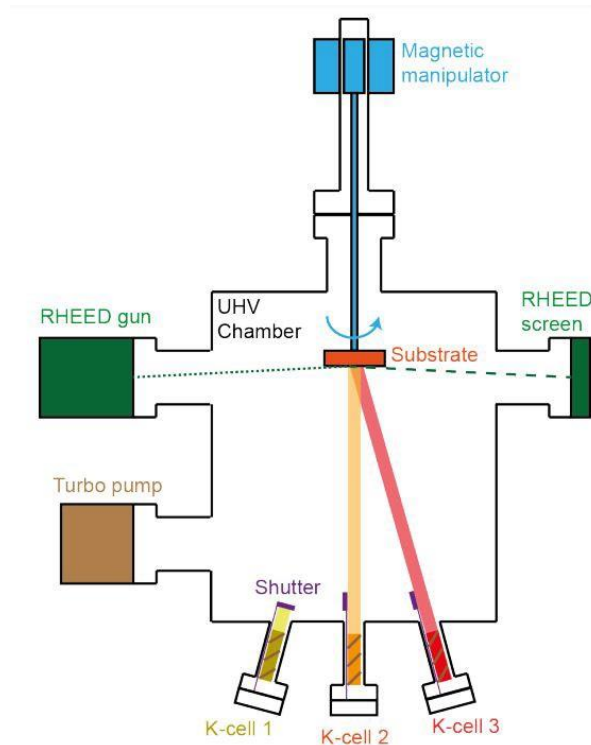 Magnetic
manipulator
RHEED gun
UHV
Chamber
RHEED
screen
Substrate
Turbo pump
Shutter
K-cell 1
K-cell 2
K-cell 3